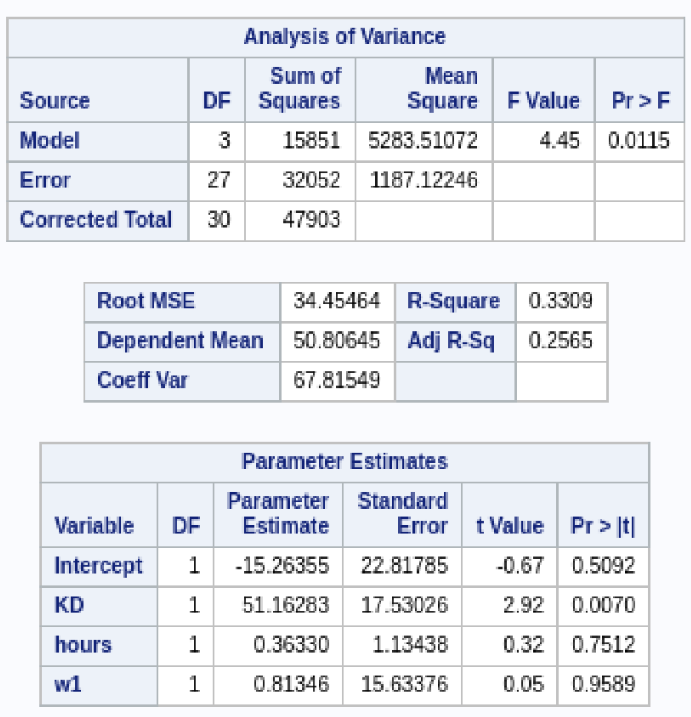 Analysis of Variance
Source DF Sum of Squares Mean Square F Value Pr > F
Model 3 15851 5283.51072 4.45 0.0115
Error 27 32052 1187.12246
Corrected Total 30 47903
Root MSE 34.45464 R-Square 0.3309
Dependent Mean 50.80645 Adj R-Sq 0.2565
Coeff Var 67.81549
Parameter Estimates
Variable DF Parameter Estimate Standard Error t Value Pr > |t|
Intercept 1 -15.26355 22.81785 -0.67 0.5092
KD 1 51.16283 17.53026 2.92 0.0070
hours 1 0.36330 1.13438 0.32 0.7512
w1 1 0.81346 15.63376 0.05 0.9589